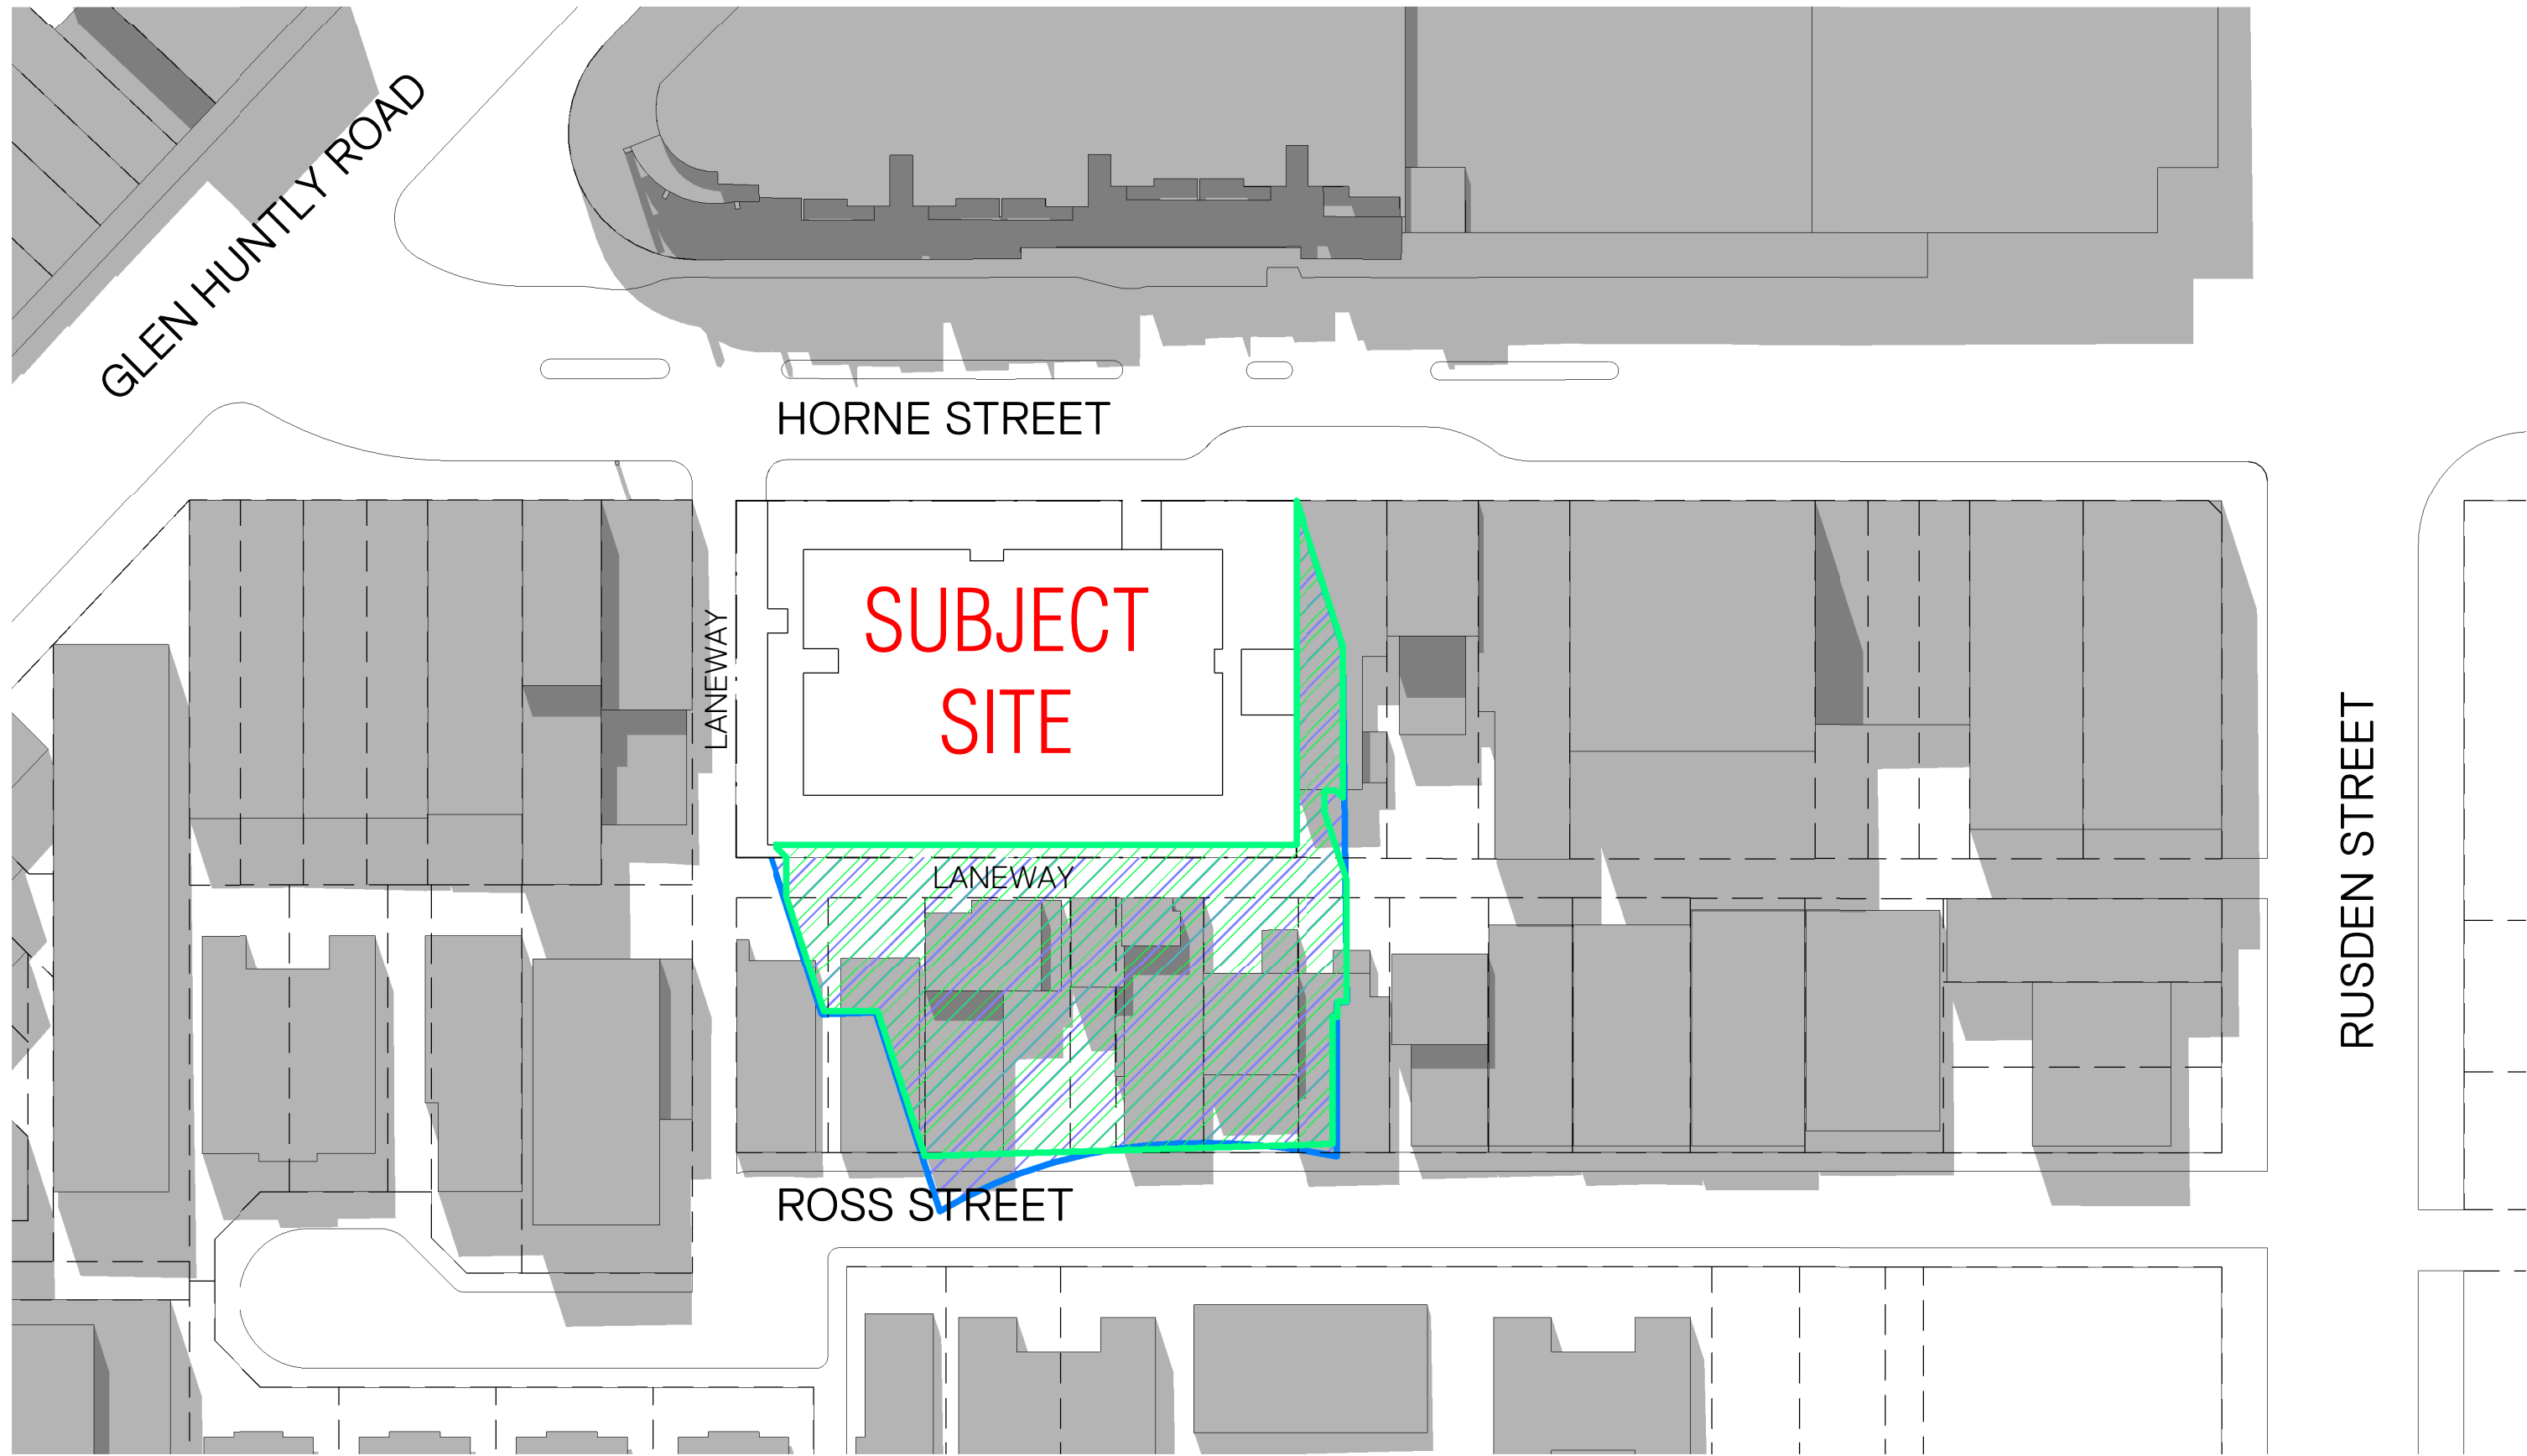 GLEN HUNTLY ROAD
HORNE STREET
SUBJECT
SITE
LANEWAY
LANEWAY
RUSDEN STREET
ROSS STREET